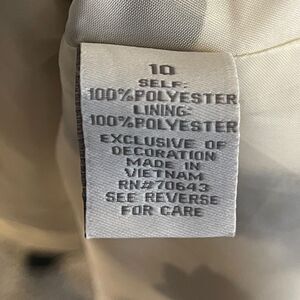 10
SELF:
100%POLYESTER
LINING:
100%POLYESTER
EXCLUSIVE OF
DECORATION
MADE IN
VIETNAM
RN#70643
SEE REVERSE
FOR CARE